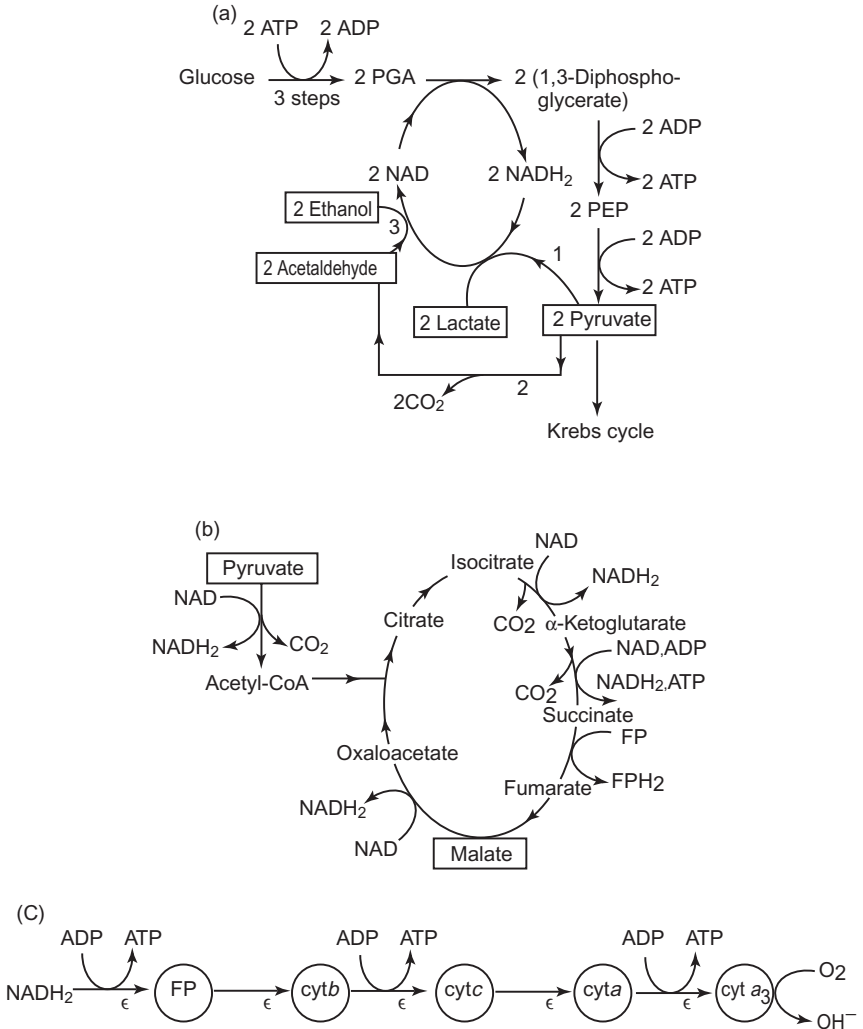 (a)
2 ATP 2 ADP
Glucose 2 PGA 2 (1,3-Diphospho-
glycerate)
3 steps
2 ADP
2 NAD 2 NADH₂
2 ATP
2 Ethanol
2 PEP
3
2 ADP
1
2 Acetaldehyde
2 ATP
2 Lactate 2 Pyruvate
2
2CO₂
Krebs cycle
(b)
NAD
Isocitrate
Pyruvate
NADH₂
NAD
Citrate CO2 α-Ketoglutarate
NADH₂ CO₂
NAD,ADP
Acetyl-CoA
CO₂ NADH₂,ATP
Succinate
FP
Oxaloacetate
Fumarate FPH2
NADH₂
NAD
Malate
(C)
ADP ATP ADP ATP ADP ATP
NADH₂ ϵ FP ϵ cytb ϵ cytc ϵ cyta ϵ cyt a₃ O2
OH⁻